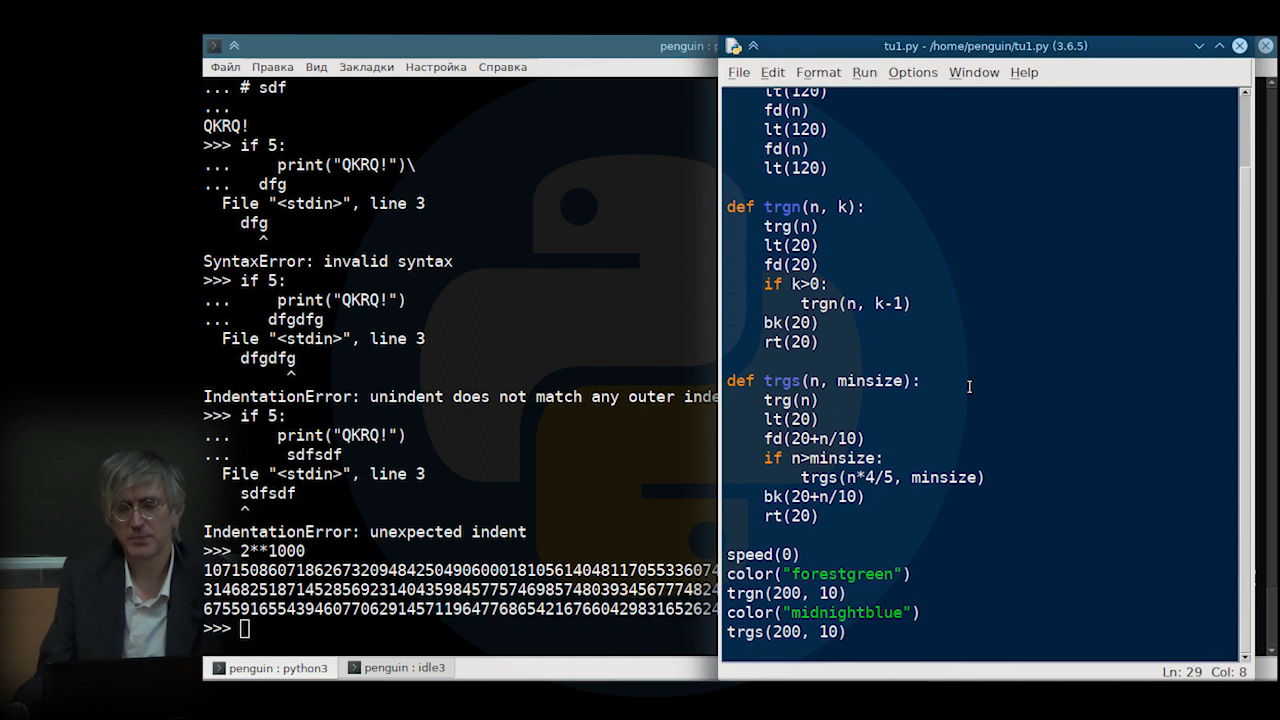 penguin : p
Файл Правка Вид Закладки Настройка Справка
... # sdf
...
QKRQ!
>>> if 5:
...     print("QKRQ!")\
...   dfg
  File "<stdin>", line 3
    dfg
      ^
SyntaxError: invalid syntax
>>> if 5:
...     print("QKRQ!")
...    dfgdfg
  File "<stdin>", line 3
    dfgdfg
         ^
IndentationError: unindent does not match any outer inde
>>> if 5:
...     print("QKRQ!")
...      sdfsdf
  File "<stdin>", line 3
    sdfsdf
    ^
IndentationError: unexpected indent
>>> 2**1000
10715086071862673209484250490600018105614048117055336074
3146825187145285692314043598457757469857480393456777482 4
6755916554394607706291457119647768654216766042983165262 4
>>>
penguin : python3
penguin : idle3
tu1.py - /home/penguin/tu1.py (3.6.5)
File Edit Format Run Options Window Help
    lt(120)
    fd(n)
    lt(120)
    fd(n)
    lt(120)
def trgn(n, k):
    trg(n)
    lt(20)
    fd(20)
    if k>0:
        trgn(n, k-1)
    bk(20)
    rt(20)
def trgs(n, minsize):
    trg(n)
    lt(20)
    fd(20+n/10)
    if n>minsize:
        trgs(n*4/5, minsize)
    bk(20+n/10)
    rt(20)
speed(0)
color("forestgreen")
trgn(200, 10)
color("midnightblue")
trgs(200, 10)
Ln: 29 Col: 8